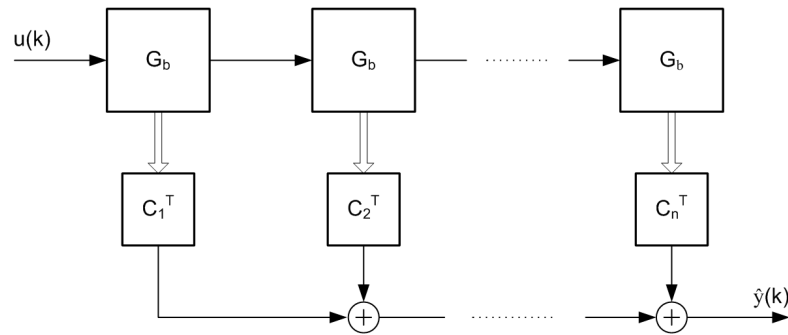 u(k)
G_b
G_b
G_b
C_1^T
C_2^T
C_n^T
+
+
ŷ(k)